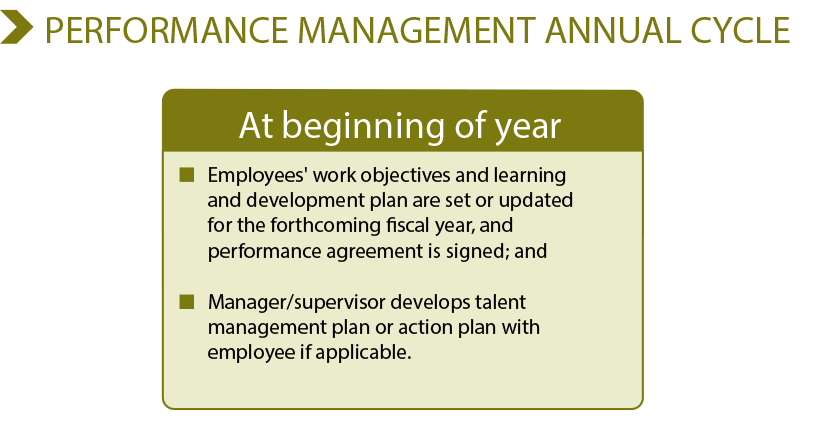 PERFORMANCE MANAGEMENT ANNUAL CYCLE
At beginning of year
Employees' work objectives and learning
and development plan are set or updated
for the forthcoming fiscal year, and
performance agreement is signed; and
Manager/supervisor develops talent
management plan or action plan with
employee if applicable.